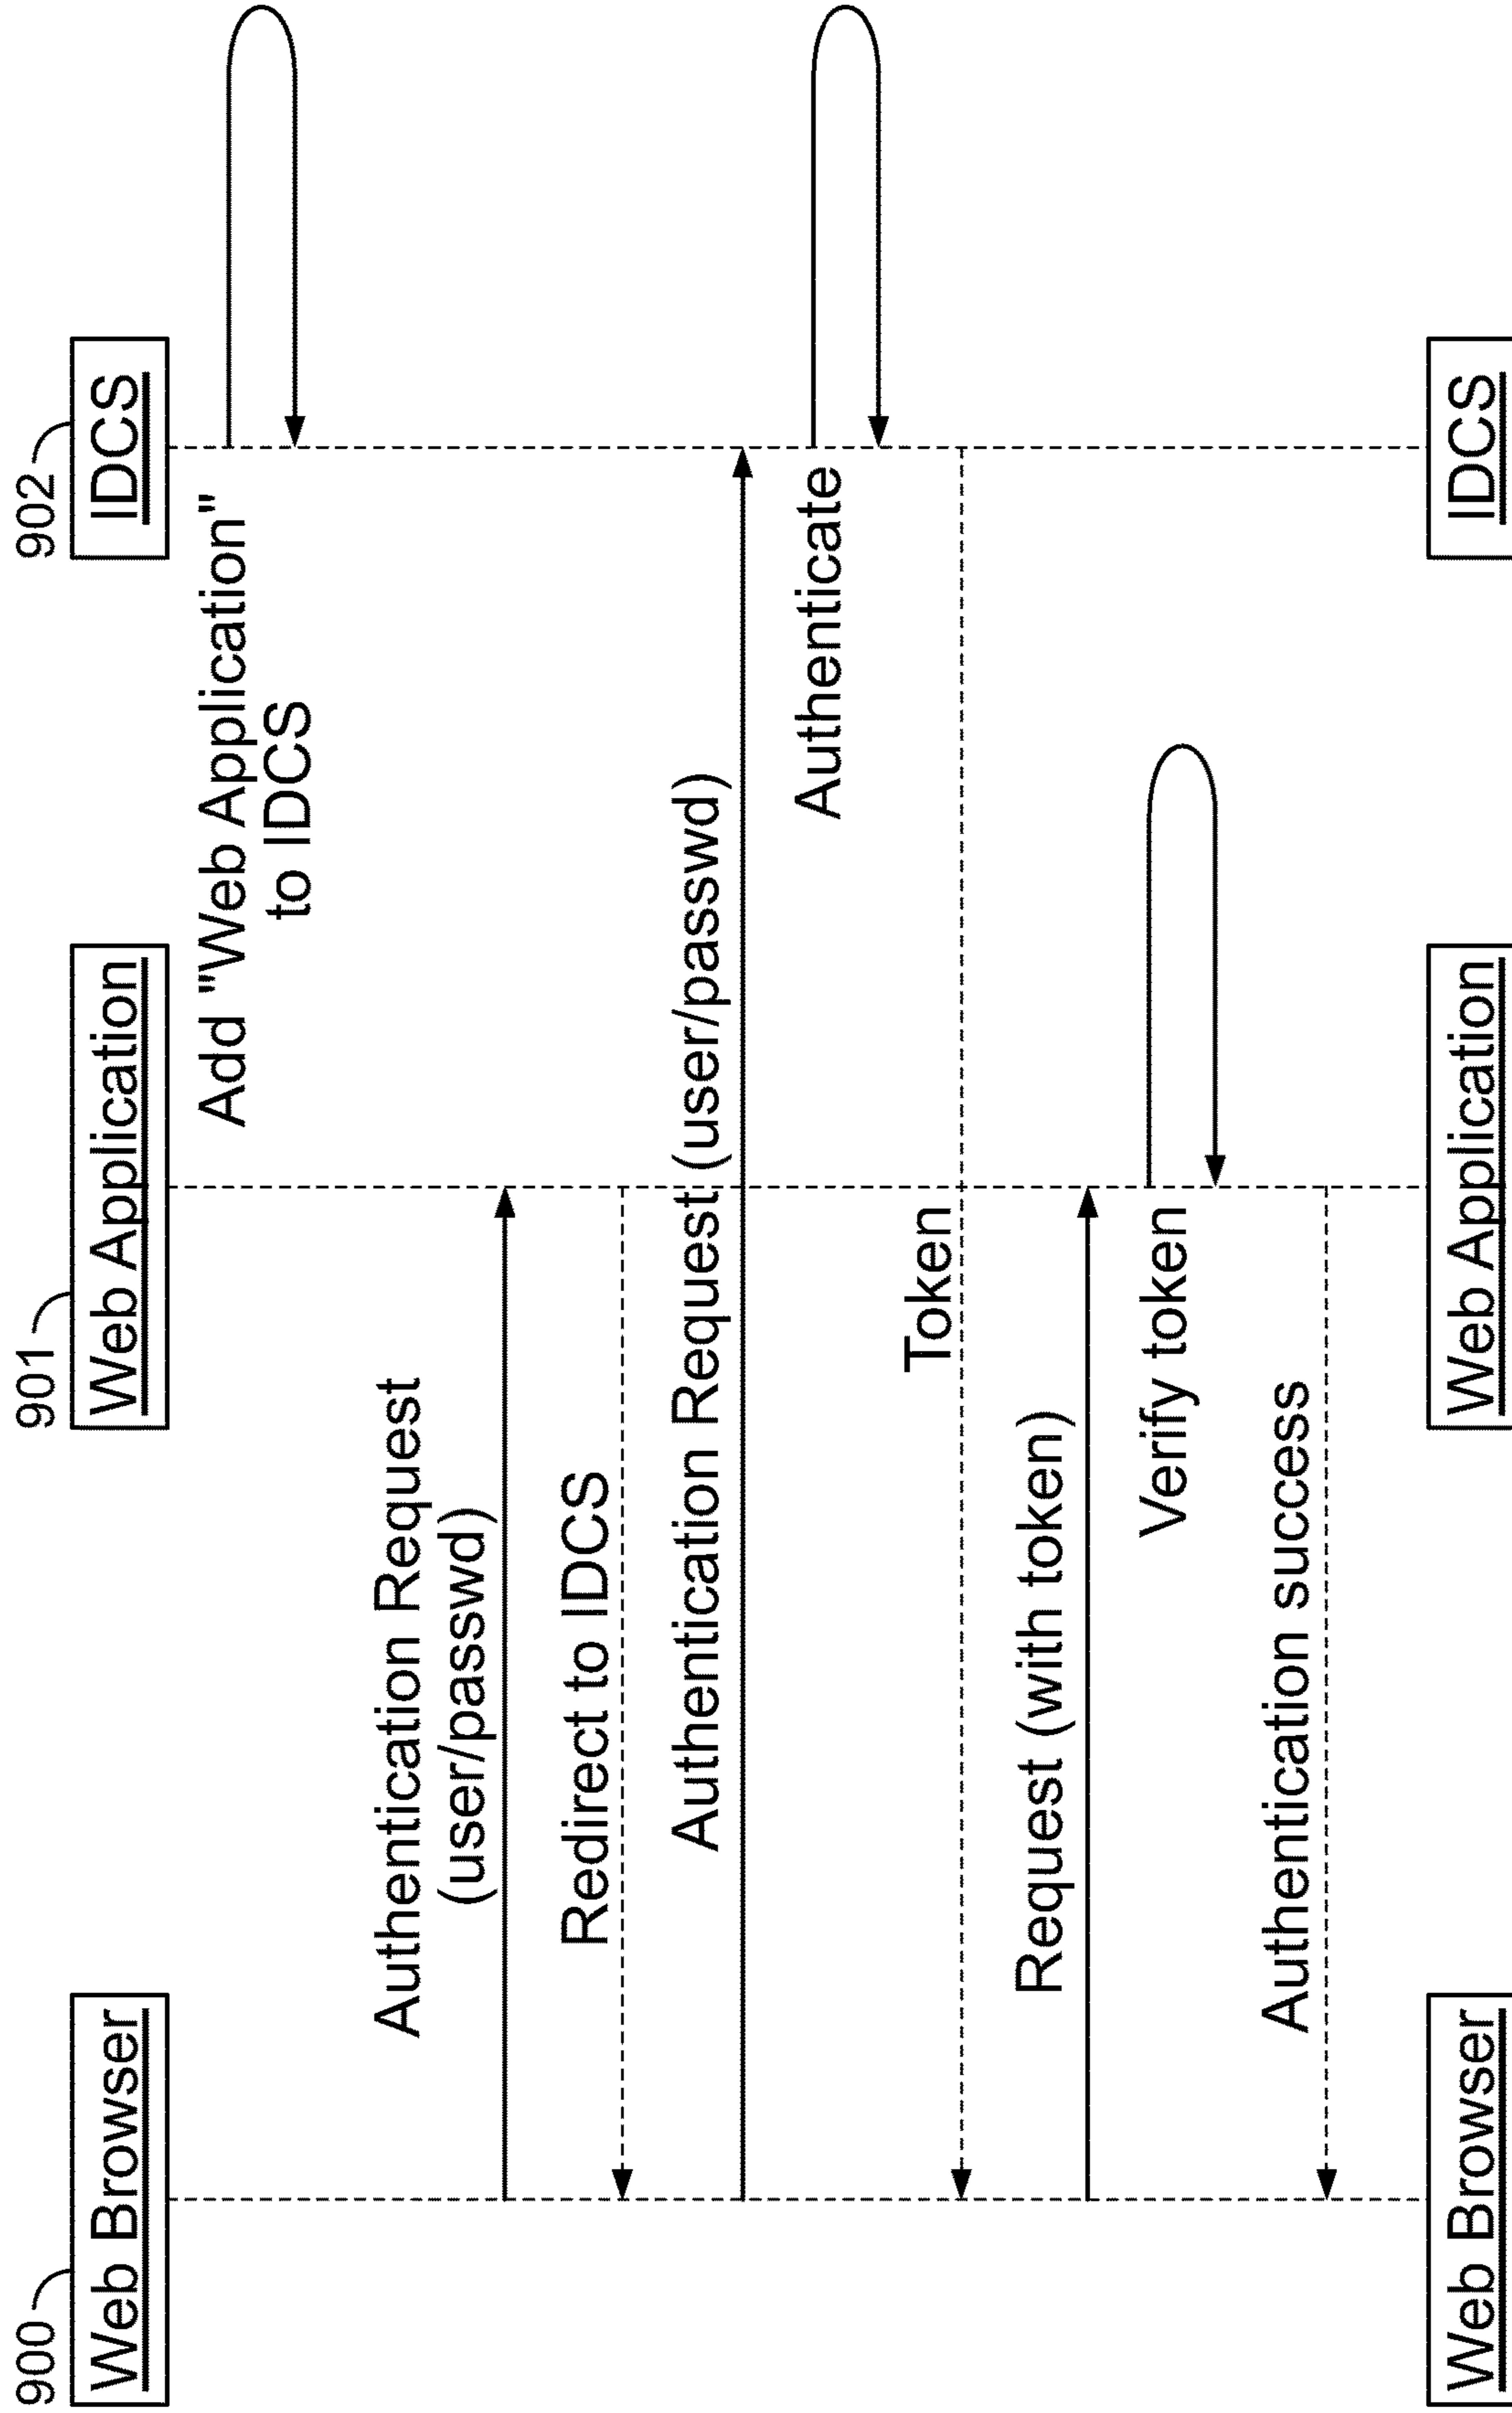 900
901
902
Web Browser
Web Application
IDCS
Add "Web Application"
to IDCS
Authentication Request
(user/passwd)
Redirect to IDCS
Authentication Request (user/passwd)
Authenticate
Token
Request (with token)
Verify token
Authentication success
Web Browser
Web Application
IDCS